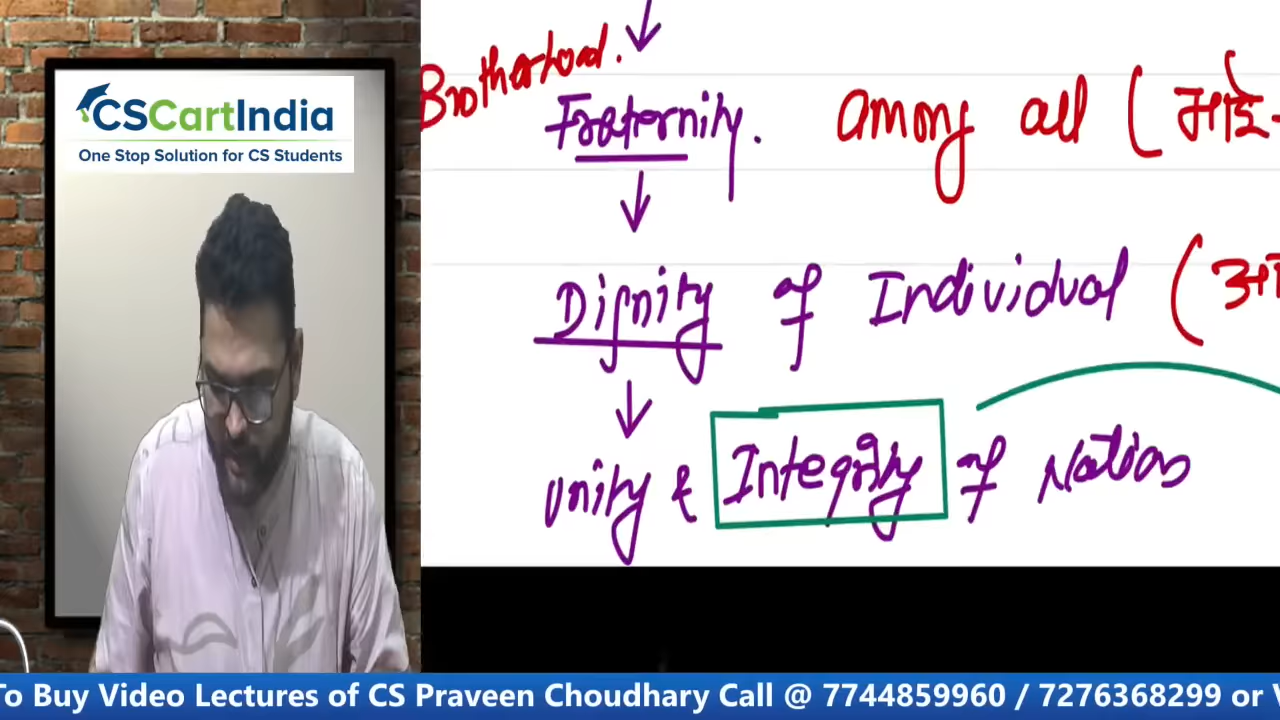 CSCartIndia
One Stop Solution for CS Students
Brotherhood.
Fraternity. Among all (
Dignity of Individual (
Unity & Integrity of Nation
To Buy Video Lectures of CS Praveen Choudhary Call @ 7744859960 / 7276368299 or